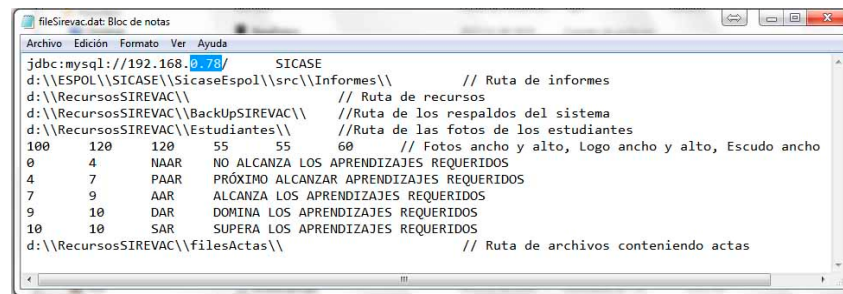 fileSirevac.dat: Bloc de notas
Archivo Edición Formato Ver Ayuda
jdbc:mysql://192.168.0.78/ SICASE
d:\\ESPOL\\SICASE\\SicaseEspol\\src\\Informes\\ // Ruta de informes
d:\\RecursosSIREVAC\\ // Ruta de recursos
d:\\RecursosSIREVAC\\BackUpSIREVAC\\ //Ruta de los respaldos del sistema
d:\\RecursosSIREVAC\\Estudiantes\\ //Ruta de las fotos de los estudiantes
100 120 120 55 55 60 // Fotos ancho y alto, Logo ancho y alto, Escudo ancho
0 4 NAAR NO ALCANZA LOS APRENDIZAJES REQUERIDOS
4 7 PAAR PRÓXIMO ALCANZAR APRENDIZAJES REQUERIDOS
7 9 AAR ALCANZA LOS APRENDIZAJES REQUERIDOS
9 10 DAR DOMINA LOS APRENDIZAJES REQUERIDOS
10 10 SAR SUPERA LOS APRENDIZAJES REQUERIDOS
d:\\RecursosSIREVAC\\filesActas\\ // Ruta de archivos conteniendo actas